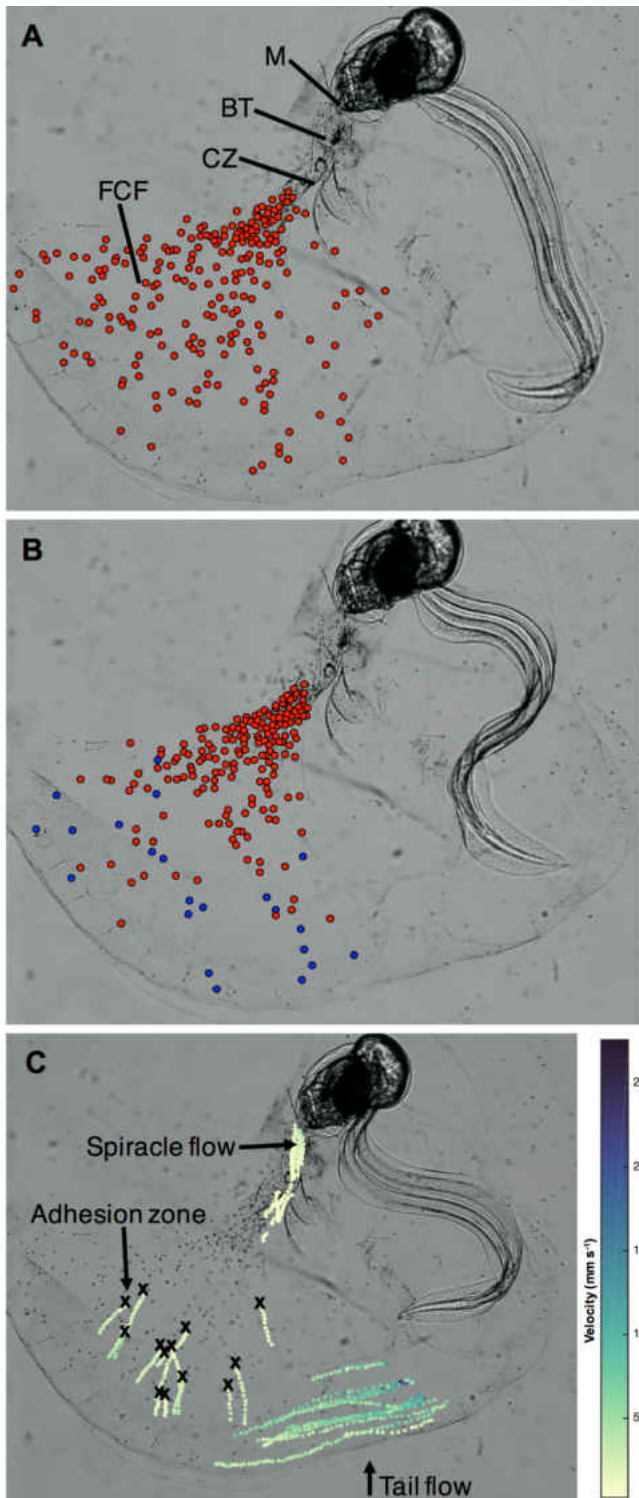 A
M
BT
CZ
FCF
B
C
Spiracle flow
Adhesion zone
X
X
X
X
X
X
X
X
X
X
X
X
X
Tail flow
Velocity (mm s⁻¹)
5